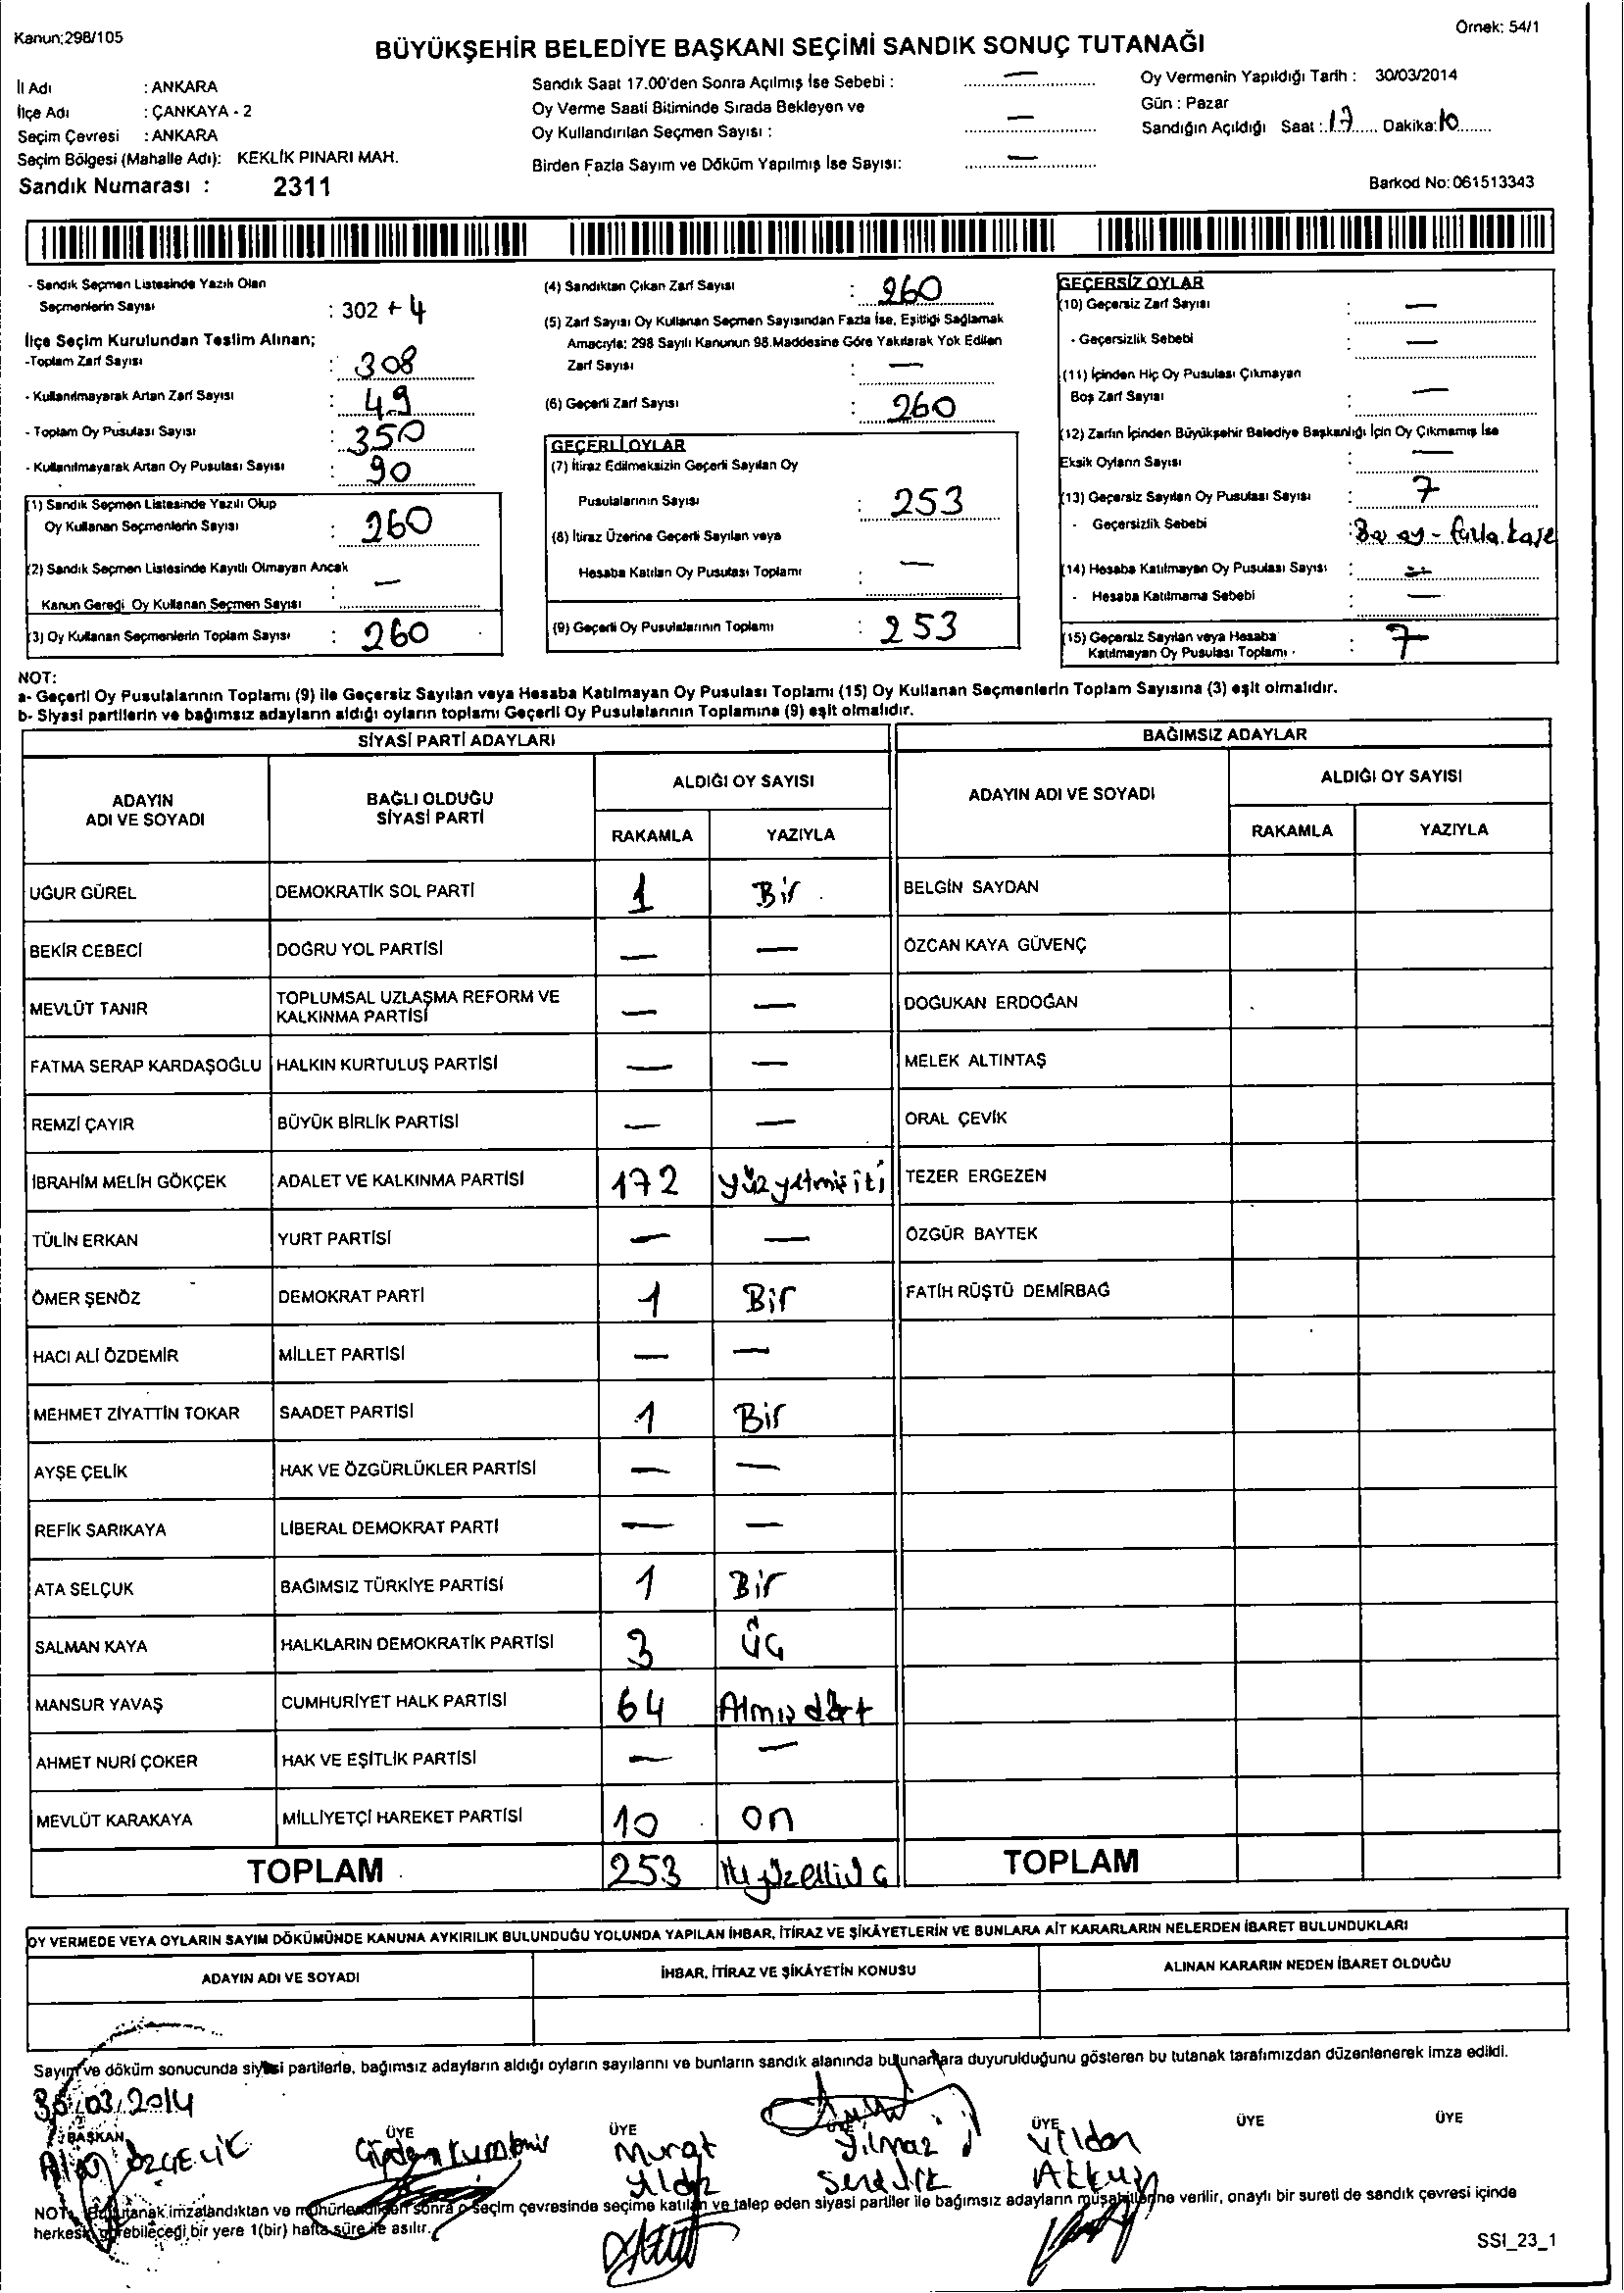 Kanun;298/105
Örnek: 54/1
BÜYÜKŞEHİR BELEDİYE BAŞKANI SEÇİMİ SANDIK SONUÇ TUTANAĞI
İl Adı : ANKARA
İlçe Adı : ÇANKAYA - 2
Seçim Çevresi : ANKARA
Seçim Bölgesi (Mahalle Adı): KEKLİK PINARI MAH.
Sandık Numarası : 2311
Sandık Saat 17.00'den Sonra Açılmış İse Sebebi : —
Oy Verme Saati Bitiminde Sırada Bekleyen ve
Oy Kullandırılan Seçmen Sayısı : —
Birden Fazla Sayım ve Döküm Yapılmış İse Sayısı: —
Oy Vermenin Yapıldığı Tarih : 30/03/2014
Gün : Pazar
Sandığın Açıldığı Saat : 17 Dakika: 10
Barkod No: 061513343
- Sandık Seçmen Listesinde Yazılı Olan
Seçmenlerin Sayısı : 302 + 4
İlçe Seçim Kurulundan Teslim Alınan;
-Toplam Zarf Sayısı : 308
- Kullanılmayarak Artan Zarf Sayısı : 49
- Toplam Oy Pusulası Sayısı : 350
- Kullanılmayarak Artan Oy Pusulası Sayısı : 90
(1) Sandık Seçmen Listesinde Yazılı Olup
Oy Kullanan Seçmenlerin Sayısı : 260
(2) Sandık Seçmen Listesinde Kayıtlı Olmayan Ancak
Kanun Gereği Oy Kullanan Seçmen Sayısı : —
(3) Oy Kullanan Seçmenlerin Toplam Sayısı : 260
(4) Sandıktan Çıkan Zarf Sayısı : 260
(5) Zarf Sayısı Oy Kullanan Seçmen Sayısından Fazla İse, Eşitliği Sağlamak
Amacıyla; 298 Sayılı Kanunun 98.Maddesine Göre Yakılarak Yok Edilen
Zarf Sayısı : —
(6) Geçerli Zarf Sayısı : 260
GEÇERLİ OYLAR
(7) İtiraz Edilmeksizin Geçerli Sayılan Oy
Pusulalarının Sayısı : 253
(8) İtiraz Üzerine Geçerli Sayılan veya
Hesaba Katılan Oy Pusulası Toplamı : —
(9) Geçerli Oy Pusulalarının Toplamı : 253
GEÇERSİZ OYLAR
(10) Geçersiz Zarf Sayısı : —
- Geçersizlik Sebebi : —
(11) İçinden Hiç Oy Pusulası Çıkmayan
Boş Zarf Sayısı : —
(12) Zarfın İçinden Büyükşehir Belediye Başkanlığı İçin Oy Çıkmamış İse
Eksik Oyların Sayısı : —
(13) Geçersiz Sayılan Oy Pusulası Sayısı : 7
- Geçersizlik Sebebi : fazla kaşe
(14) Hesaba Katılmayan Oy Pusulası Sayısı : —
- Hesaba Katılmama Sebebi : —
(15) Geçersiz Sayılan veya Hesaba
Katılmayan Oy Pusulası Toplamı : 7
NOT:
a- Geçerli Oy Pusulalarının Toplamı (9) ile Geçersiz Sayılan veya Hesaba Katılmayan Oy Pusulası Toplamı (15) Oy Kullanan Seçmenlerin Toplam Sayısına (3) eşit olmalıdır.
b- Siyasi partilerin ve bağımsız adayların aldığı oyların toplamı Geçerli Oy Pusulalarının Toplamına (9) eşit olmalıdır.
SİYASİ PARTİ ADAYLARI
BAĞIMSIZ ADAYLAR
ADAYIN ADI VE SOYADI
BAĞLI OLDUĞU SİYASİ PARTİ
ALDIĞI OY SAYISI
RAKAMLA YAZIYLA
ADAYIN ADI VE SOYADI
ALDIĞI OY SAYISI
RAKAMLA YAZIYLA
UĞUR GÜREL DEMOKRATİK SOL PARTİ 1 Bir BELGİN SAYDAN
BEKİR CEBECİ DOĞRU YOL PARTİSİ — — ÖZCAN KAYA GÜVENÇ
MEVLÜT TANIR TOPLUMSAL UZLAŞMA REFORM VE KALKINMA PARTİSİ — — DOĞUKAN ERDOĞAN
FATMA SERAP KARDAŞOĞLU HALKIN KURTULUŞ PARTİSİ — — MELEK ALTINTAŞ
REMZİ ÇAYIR BÜYÜK BİRLİK PARTİSİ — — ORAL ÇEVİK
İBRAHİM MELİH GÖKÇEK ADALET VE KALKINMA PARTİSİ 172 yüzyetmişiki TEZER ERGEZEN
TÜLİN ERKAN YURT PARTİSİ — — ÖZGÜR BAYTEK
ÖMER ŞENÖZ DEMOKRAT PARTİ 1 Bir FATİH RÜŞTÜ DEMİRBAĞ
HACI ALİ ÖZDEMİR MİLLET PARTİSİ — —
MEHMET ZİYATTİN TOKAR SAADET PARTİSİ 1 Bir
AYŞE ÇELİK HAK VE ÖZGÜRLÜKLER PARTİSİ — —
REFİK SARIKAYA LİBERAL DEMOKRAT PARTİ — —
ATA SELÇUK BAĞIMSIZ TÜRKİYE PARTİSİ 1 Bir
SALMAN KAYA HALKLARIN DEMOKRATİK PARTİSİ 3 üç
MANSUR YAVAŞ CUMHURİYET HALK PARTİSİ 64 Atmış dört
AHMET NURİ ÇOKER HAK VE EŞİTLİK PARTİSİ — —
MEVLÜT KARAKAYA MİLLİYETÇİ HAREKET PARTİSİ 10 on
TOPLAM 253 ikiyüzelliüç TOPLAM
OY VERMEDE VEYA OYLARIN SAYIM DÖKÜMÜNDE KANUNA AYKIRILIK BULUNDUĞU YOLUNDA YAPILAN İHBAR, İTİRAZ VE ŞİKÂYETLERİN VE BUNLARA AİT KARARLARIN NELERDEN İBARET BULUNDUKLARI
ADAYIN ADI VE SOYADI İHBAR, İTİRAZ VE ŞİKÂYETİN KONUSU ALINAN KARARIN NEDEN İBARET OLDUĞU
Sayım ve döküm sonucunda siyasi partilerle, bağımsız adayların aldığı oyların sayılarını ve bunların sandık alanında bulunanlara duyurulduğunu gösteren bu tutanak tarafımızdan düzenlenerek imza edildi.
30/03/2014
BAŞKAN ÜYE ÜYE ÜYE ÜYE ÜYE ÜYE
ÖZÇELİK Murat Yılmaz Vildan
Yıldız Akkuş
NOT: Bu tutanak imzalandıktan ve mühürlendikten sonra o seçim çevresinde seçime katılan ve talep eden siyasi partiler ile bağımsız adayların müşahitlerine verilir, onaylı bir sureti de sandık çevresi içinde
herkesin görebileceği bir yere 1(bir) hafta süre ile asılır.
SSI_23_1